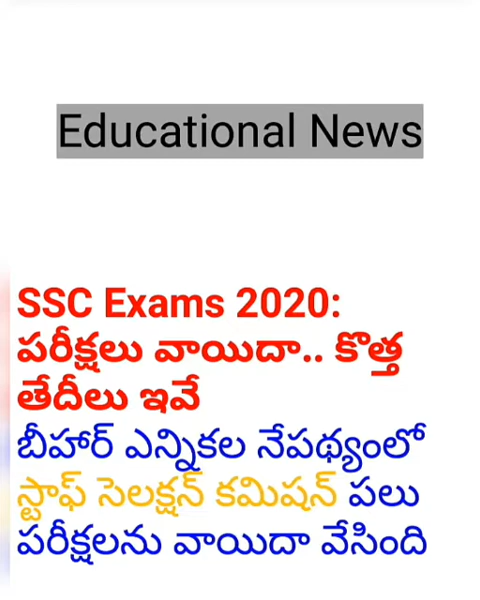 Educational News
SSC Exams 2020:
పరీక్షలు వాయిదా.. కొత్త
తేదీలు ఇవే
బీహార్ ఎన్నికల నేపథ్యంలో
స్టాఫ్ సెలక్షన్ కమిషన్ పలు
పరీక్షలను వాయిదా వేసింది